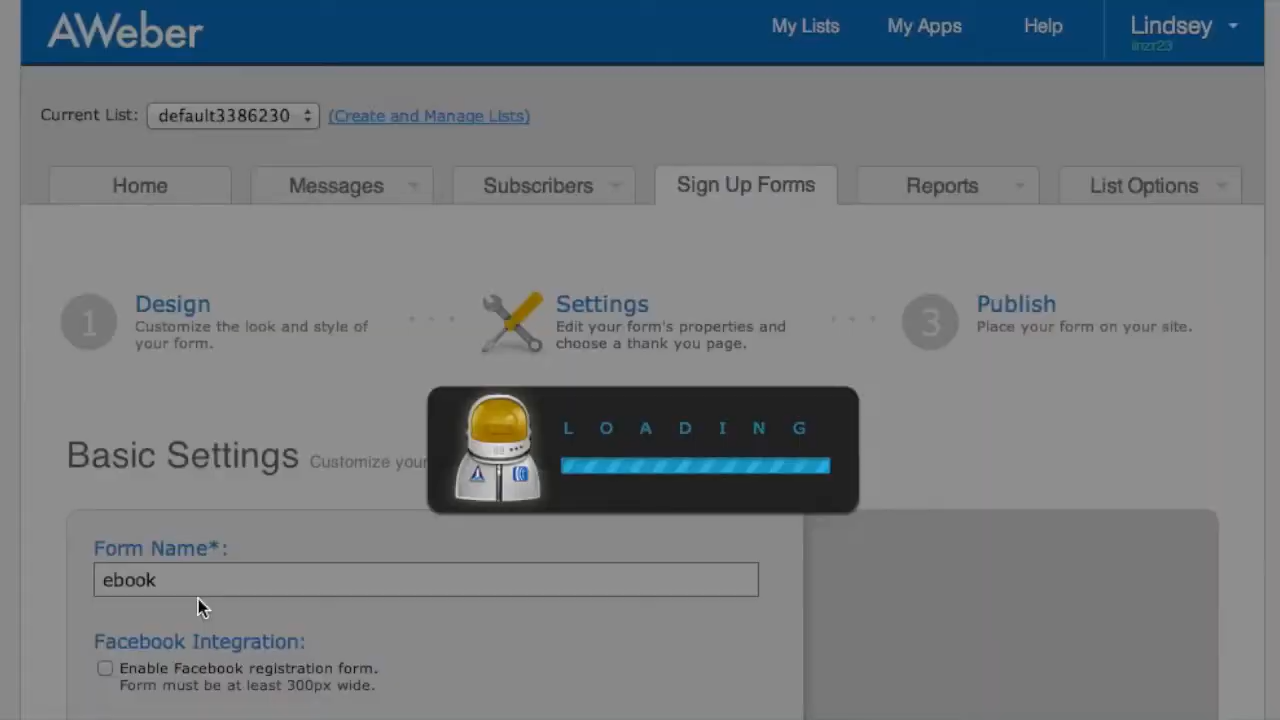 AWeber
My Lists
My Apps
Help
Lindsey
linzr23
Current List:
default3386230
(Create and Manage Lists)
Home
Messages
Subscribers
Sign Up Forms
Reports
List Options
1
Design
Customize the look and style of
your form.
Settings
Edit your form's properties and
choose a thank you page.
3
Publish
Place your form on your site.
LOADING
Basic Settings
Customize your
Form Name*:
ebook
Facebook Integration:
Enable Facebook registration form.
Form must be at least 300px wide.